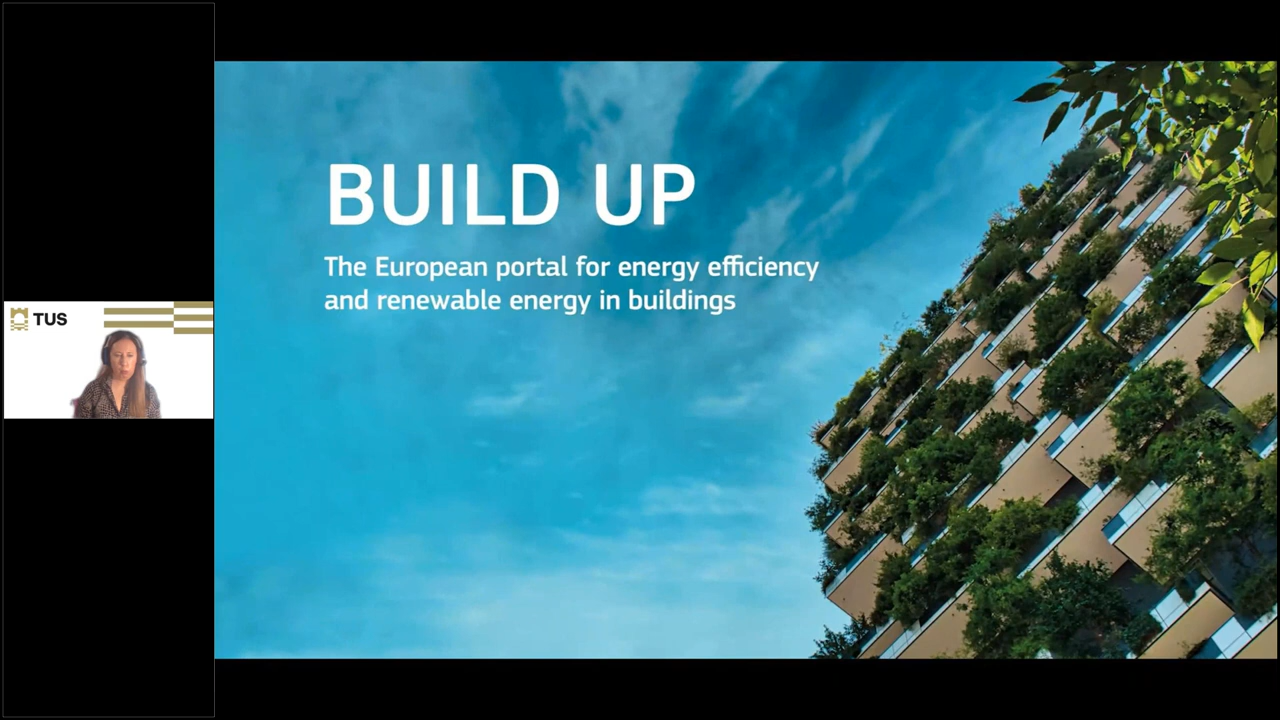 BUILD UP
The European portal for energy efficiency
and renewable energy in buildings
TUS